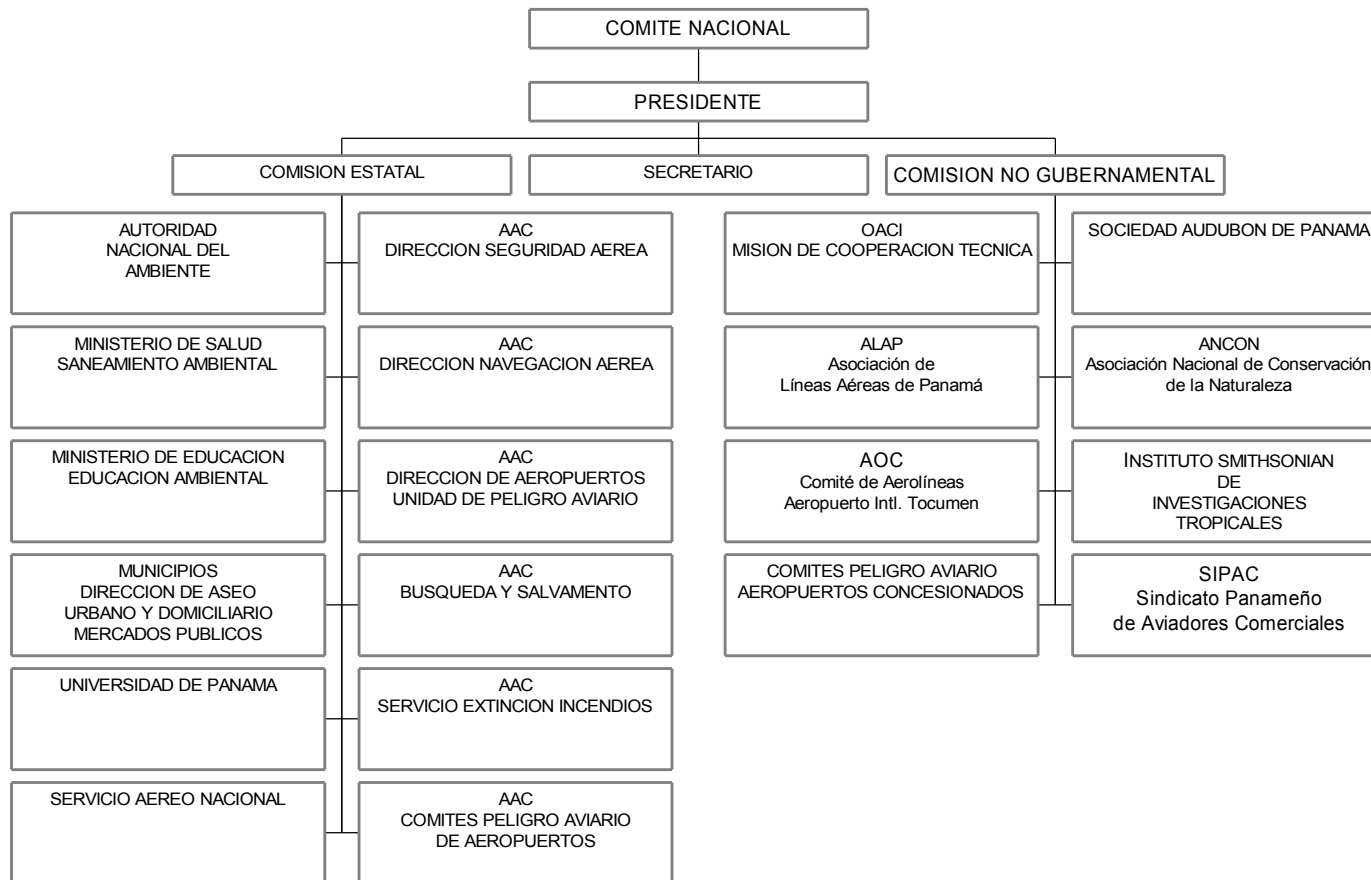 COMITE NACIONAL
PRESIDENTE
COMISION ESTATAL
SECRETARIO
COMISION NO GUBERNAMENTAL
AUTORIDAD
NACIONAL DEL
AMBIENTE
AAC
DIRECCION SEGURIDAD AEREA
OACI
MISION DE COOPERACION TECNICA
SOCIEDAD AUDUBON DE PANAMA
MINISTERIO DE SALUD
SANEAMIENTO AMBIENTAL
AAC
DIRECCION NAVEGACION AEREA
ALAP
Asociación de
Líneas Aéreas de Panamá
ANCON
Asociación Nacional de Conservación
de la Naturaleza
MINISTERIO DE EDUCACION
EDUCACION AMBIENTAL
AAC
DIRECCION DE AEROPUERTOS
UNIDAD DE PELIGRO AVIARIO
AOC
Comité de Aerolíneas
Aeropuerto Intl. Tocumen
INSTITUTO SMITHSONIAN
DE
INVESTIGACIONES
TROPICALES
MUNICIPIOS
DIRECCION DE ASEO
URBANO Y DOMICILIARIO
MERCADOS PUBLICOS
AAC
BUSQUEDA Y SALVAMENTO
COMITES PELIGRO AVIARIO
AEROPUERTOS CONCESIONADOS
SIPAC
Sindicato Panameño
de Aviadores Comerciales
UNIVERSIDAD DE PANAMA
AAC
SERVICIO EXTINCION INCENDIOS
SERVICIO AEREO NACIONAL
AAC
COMITES PELIGRO AVIARIO
DE AEROPUERTOS